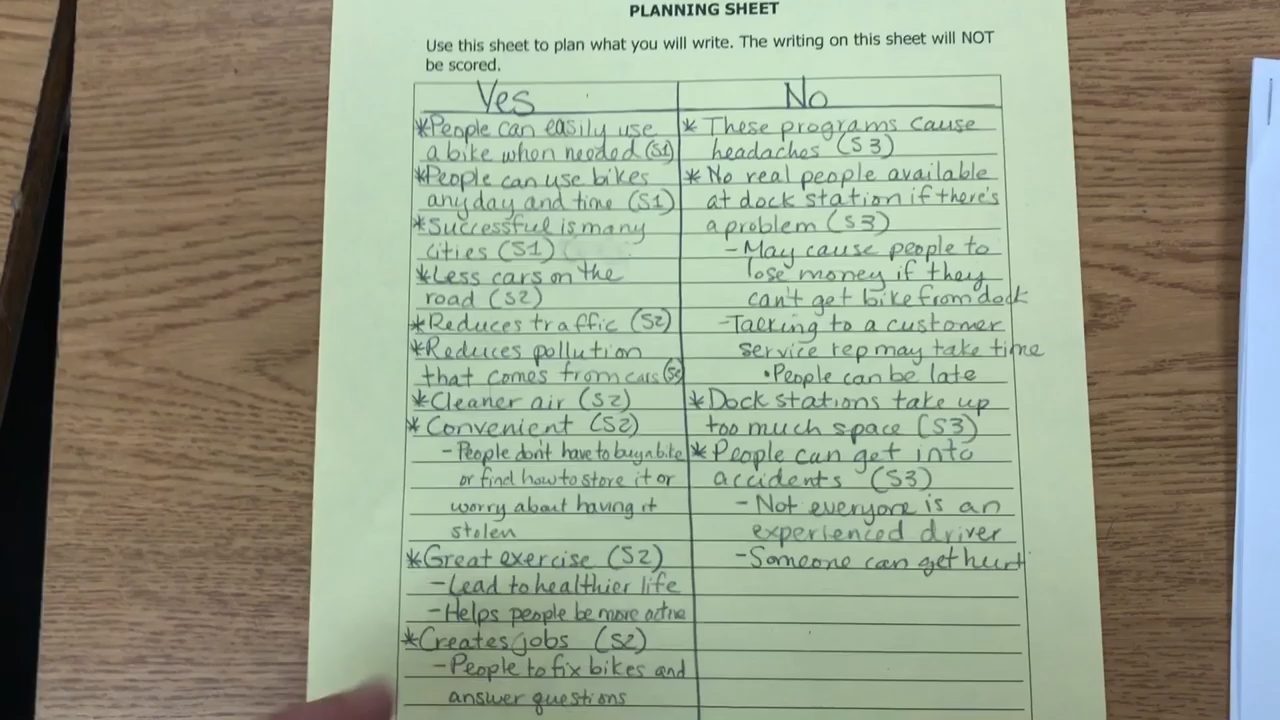 PLANNING SHEET
Use this sheet to plan what you will write. The writing on this sheet will NOT
be scored.
Yes
*People can easily use
a bike when needed (S1)
*People can use bikes
any day and time (S1)
*Successful is many
cities (S1)
*Less cars on the
road (S2)
*Reduces traffic (S2)
*Reduces pollution
that comes from cars
*Cleaner air (S2)
*Convenient (S2)
-People don't have to buy a bike
or find how to store it or
worry about having it
stolen
*Great exercise (S2)
-Lead to healthier life
-Helps people be more active
*Creates jobs (S2)
-People to fix bikes and
answer questions
No
* These programs cause
headaches (S3)
* No real people available
at dock station if there's
a problem (S3)
-May cause people to
lose money if they
can't get bike from dock
-Talking to a customer
service rep may take time
•People can be late
*Dock stations take up
too much space (S3)
*People can get into
accidents (S3)
-Not everyone is an
experienced driver
-Someone can get hurt